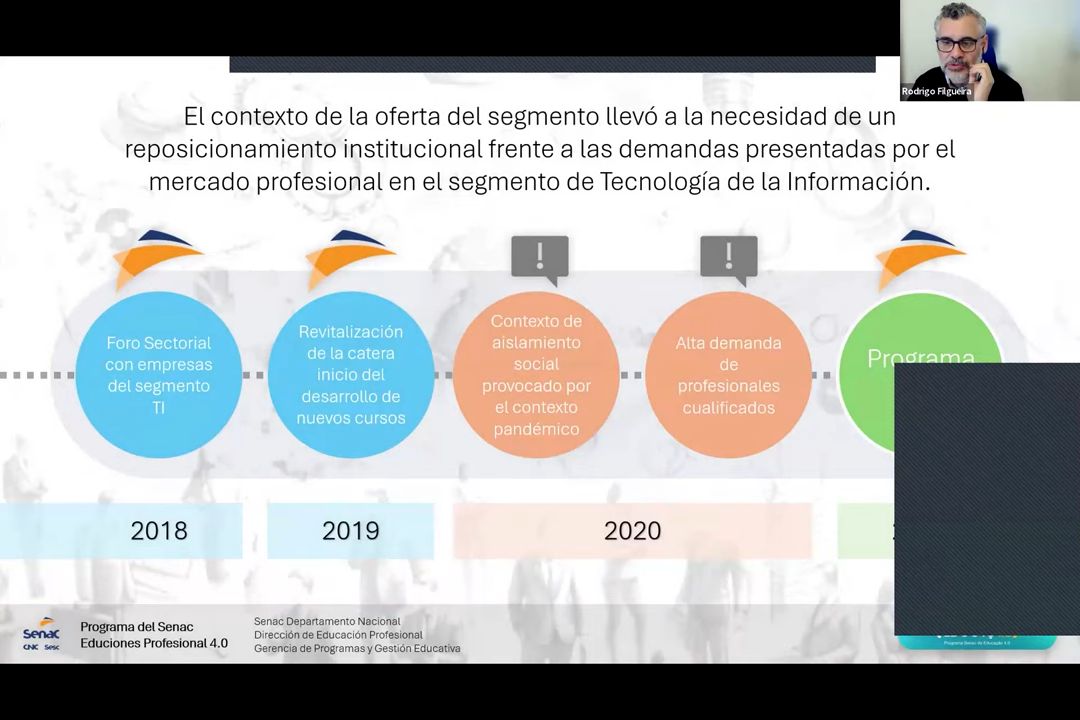 Rodrigo Filgueira
El contexto de la oferta del segmento llevó a la necesidad de un
reposicionamiento institucional frente a las demandas presentadas por el
mercado profesional en el segmento de Tecnología de la Información.
Foro Sectorial
con empresas
del segmento
TI
Revitalización
de la catera
inicio del
desarrollo de
nuevos cursos
Contexto de
aislamiento
social
provocado por
el contexto
pandémico
Alta demanda
de
profesionales
cualificados
Programa
2018
2019
2020
Senac
CNC Sesc
Programa del Senac
Educiones Profesional 4.0
Senac Departamento Nacional
Dirección de Educación Profesional
Gerencia de Programas y Gestión Educativa